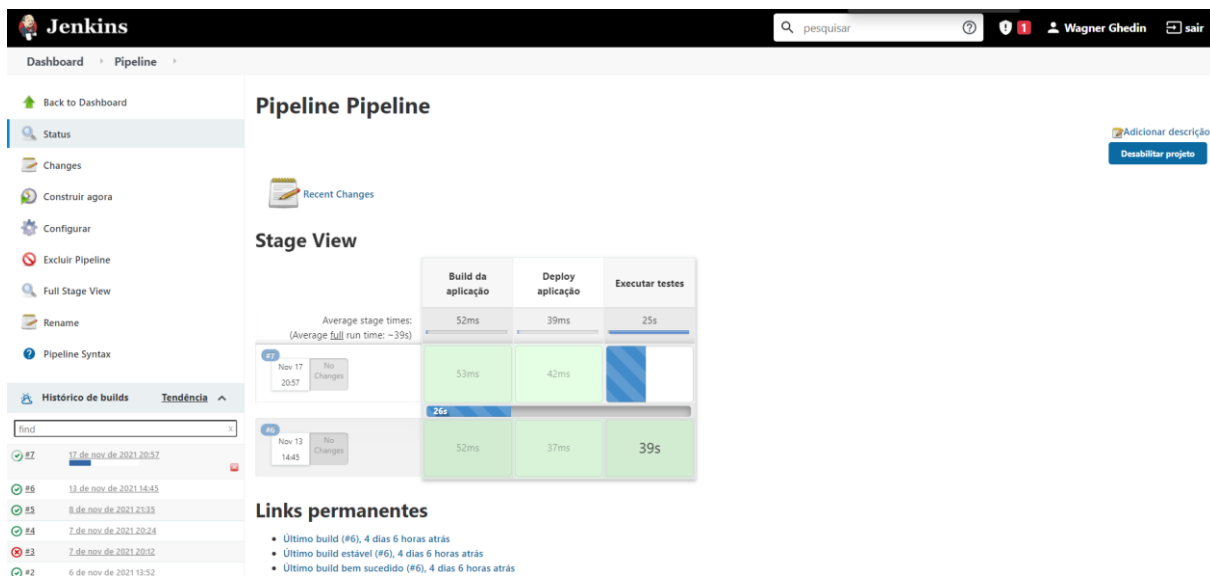 Jenkins
pesquisar
1
Wagner Ghedin
sair
Dashboard
Pipeline
Back to Dashboard
Status
Changes
Construir agora
Configurar
Excluir Pipeline
Full Stage View
Rename
Pipeline Syntax
Histórico de builds
Tendência
find
x
#7
17 de nov de 2021 20:57
#6
13 de nov de 2021 14:45
#5
8 de nov de 2021 21:35
#4
7 de nov de 2021 20:24
#3
7 de nov de 2021 20:12
#2
6 de nov de 2021 13:52
Pipeline Pipeline
Adicionar descrição
Desabilitar projeto
Recent Changes
Stage View
Build da aplicação
Deploy aplicação
Executar testes
Average stage times:
(Average full run time: ~39s)
52ms
39ms
25s
#7
Nov 17
20:57
No Changes
53ms
42ms
26s
#6
Nov 13
14:45
No Changes
52ms
37ms
39s
Links permanentes
Último build (#6), 4 dias 6 horas atrás
Último build estável (#6), 4 dias 6 horas atrás
Último build bem sucedido (#6), 4 dias 6 horas atrás